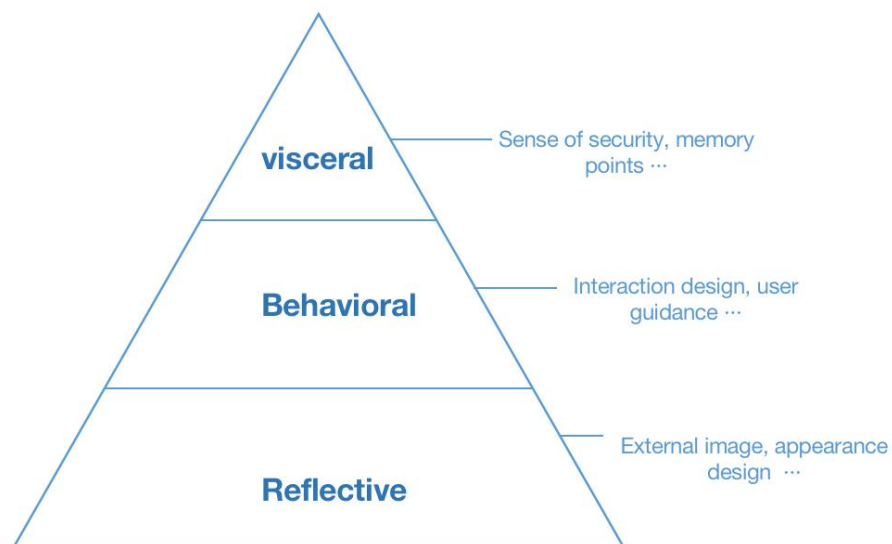 visceral
Sense of security, memory
points ···
Behavioral
Interaction design, user
guidance ···
Reflective
External image, appearance
design ···